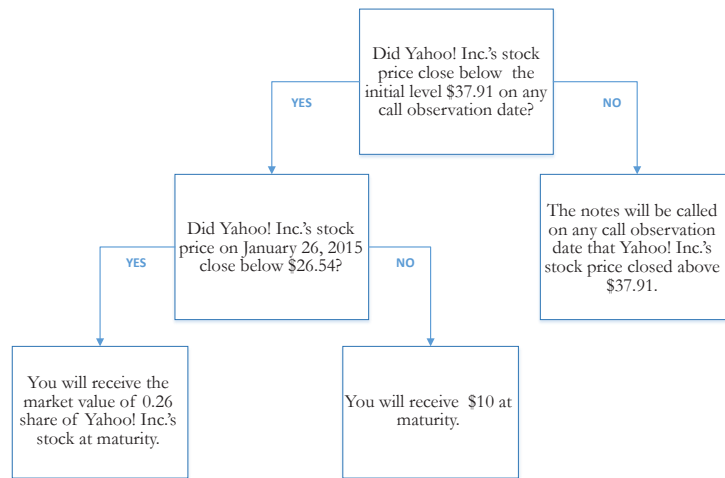 Did Yahoo! Inc.'s stock
price close below the
initial level $37.91 on any
call observation date?
YES
NO
Did Yahoo! Inc.'s stock
price on January 26, 2015
close below $26.54?
The notes will be called
on any call observation
date that Yahoo! Inc.'s
stock price closed above
$37.91.
YES
NO
You will receive the
market value of 0.26
share of Yahoo! Inc.'s
stock at maturity.
You will receive $10 at
maturity.